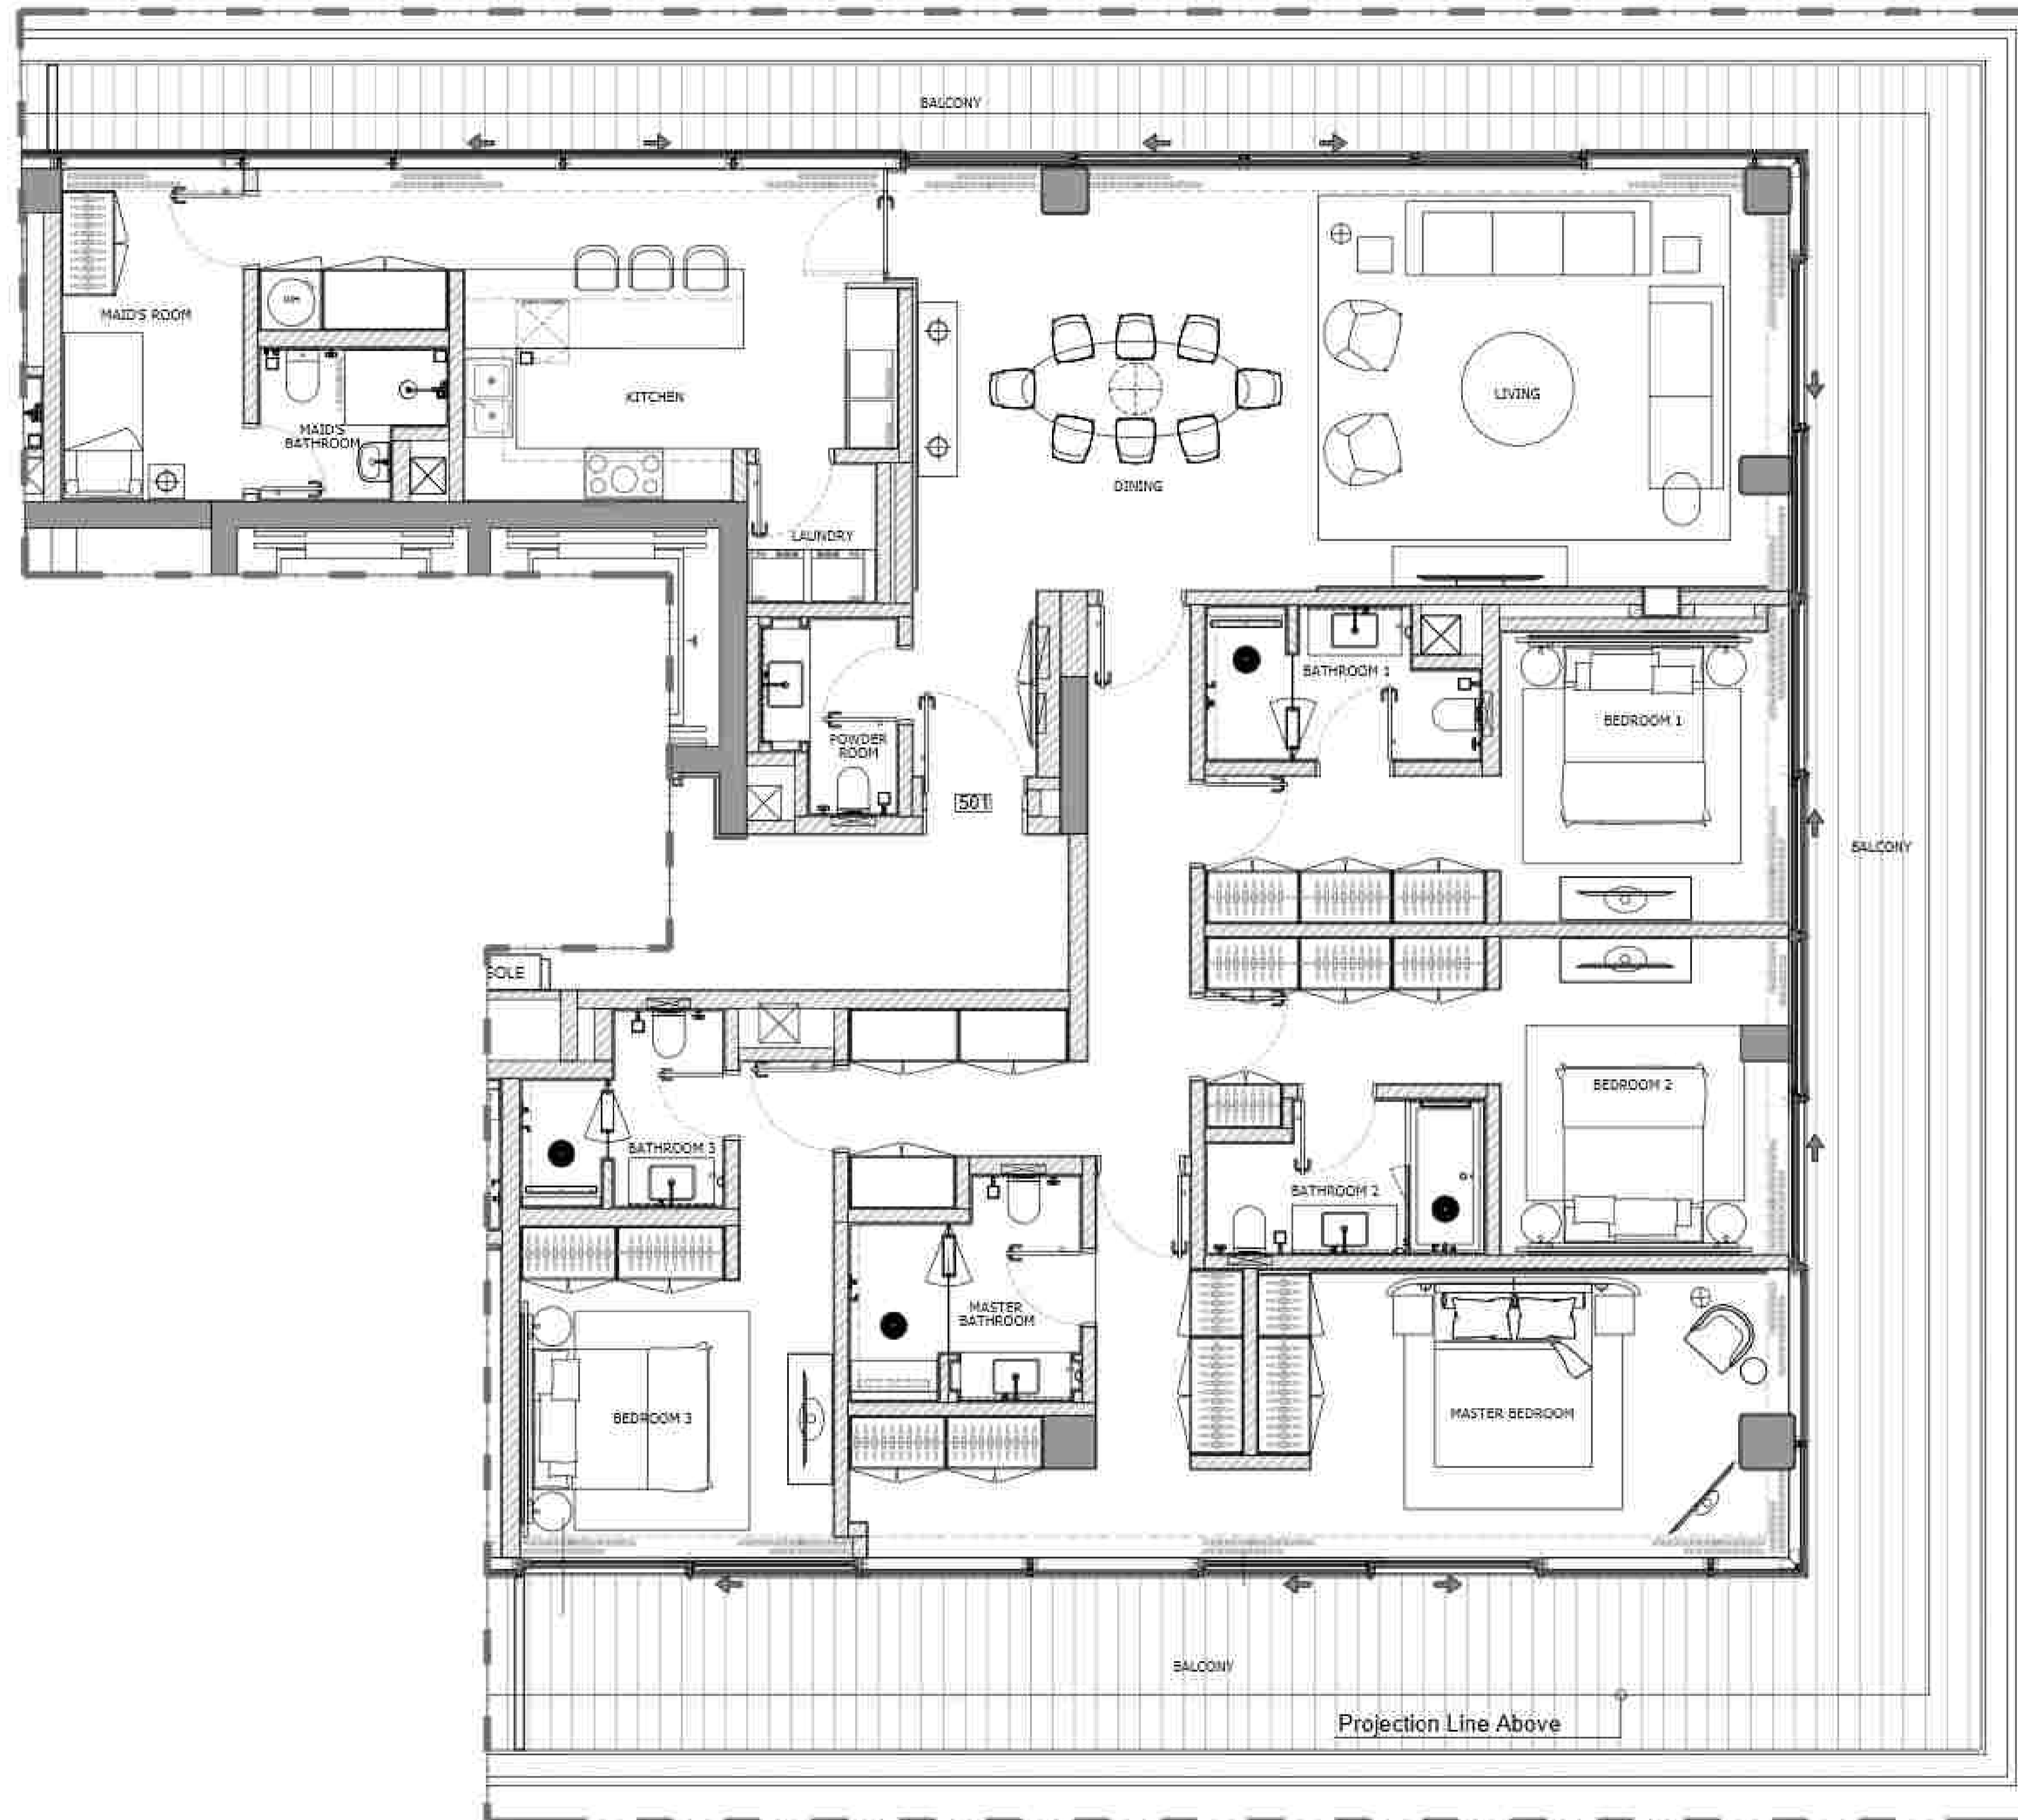 BALCONY
MAID'S ROOM
WM
KITCHEN
MAID'S
BATHROOM
LIVING
DINING
LAUNDRY
BATHROOM 1
BEDROOM 1
POWDER
ROOM
501
BALCONY
SOLE
BEDROOM 2
BATHROOM 3
BATHROOM 2
MASTER
BATHROOM
BEDROOM 3
MASTER BEDROOM
BALCONY
Projection Line Above